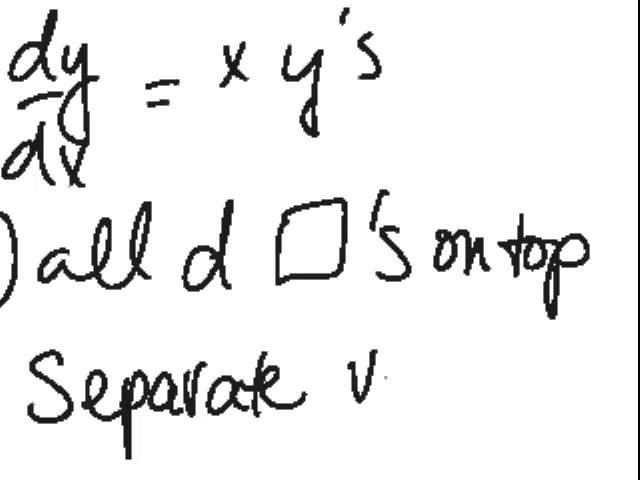 dy/dx = x y's
) all d □'s on top
Separate v